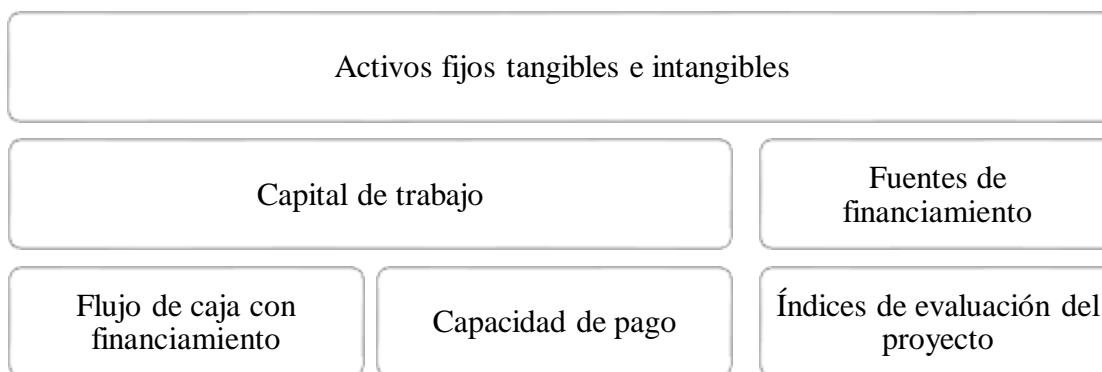 Activos fijos tangibles e intangibles
Capital de trabajo
Fuentes de
financiamiento
Flujo de caja con
financiamiento
Capacidad de pago
Índices de evaluación del
proyecto